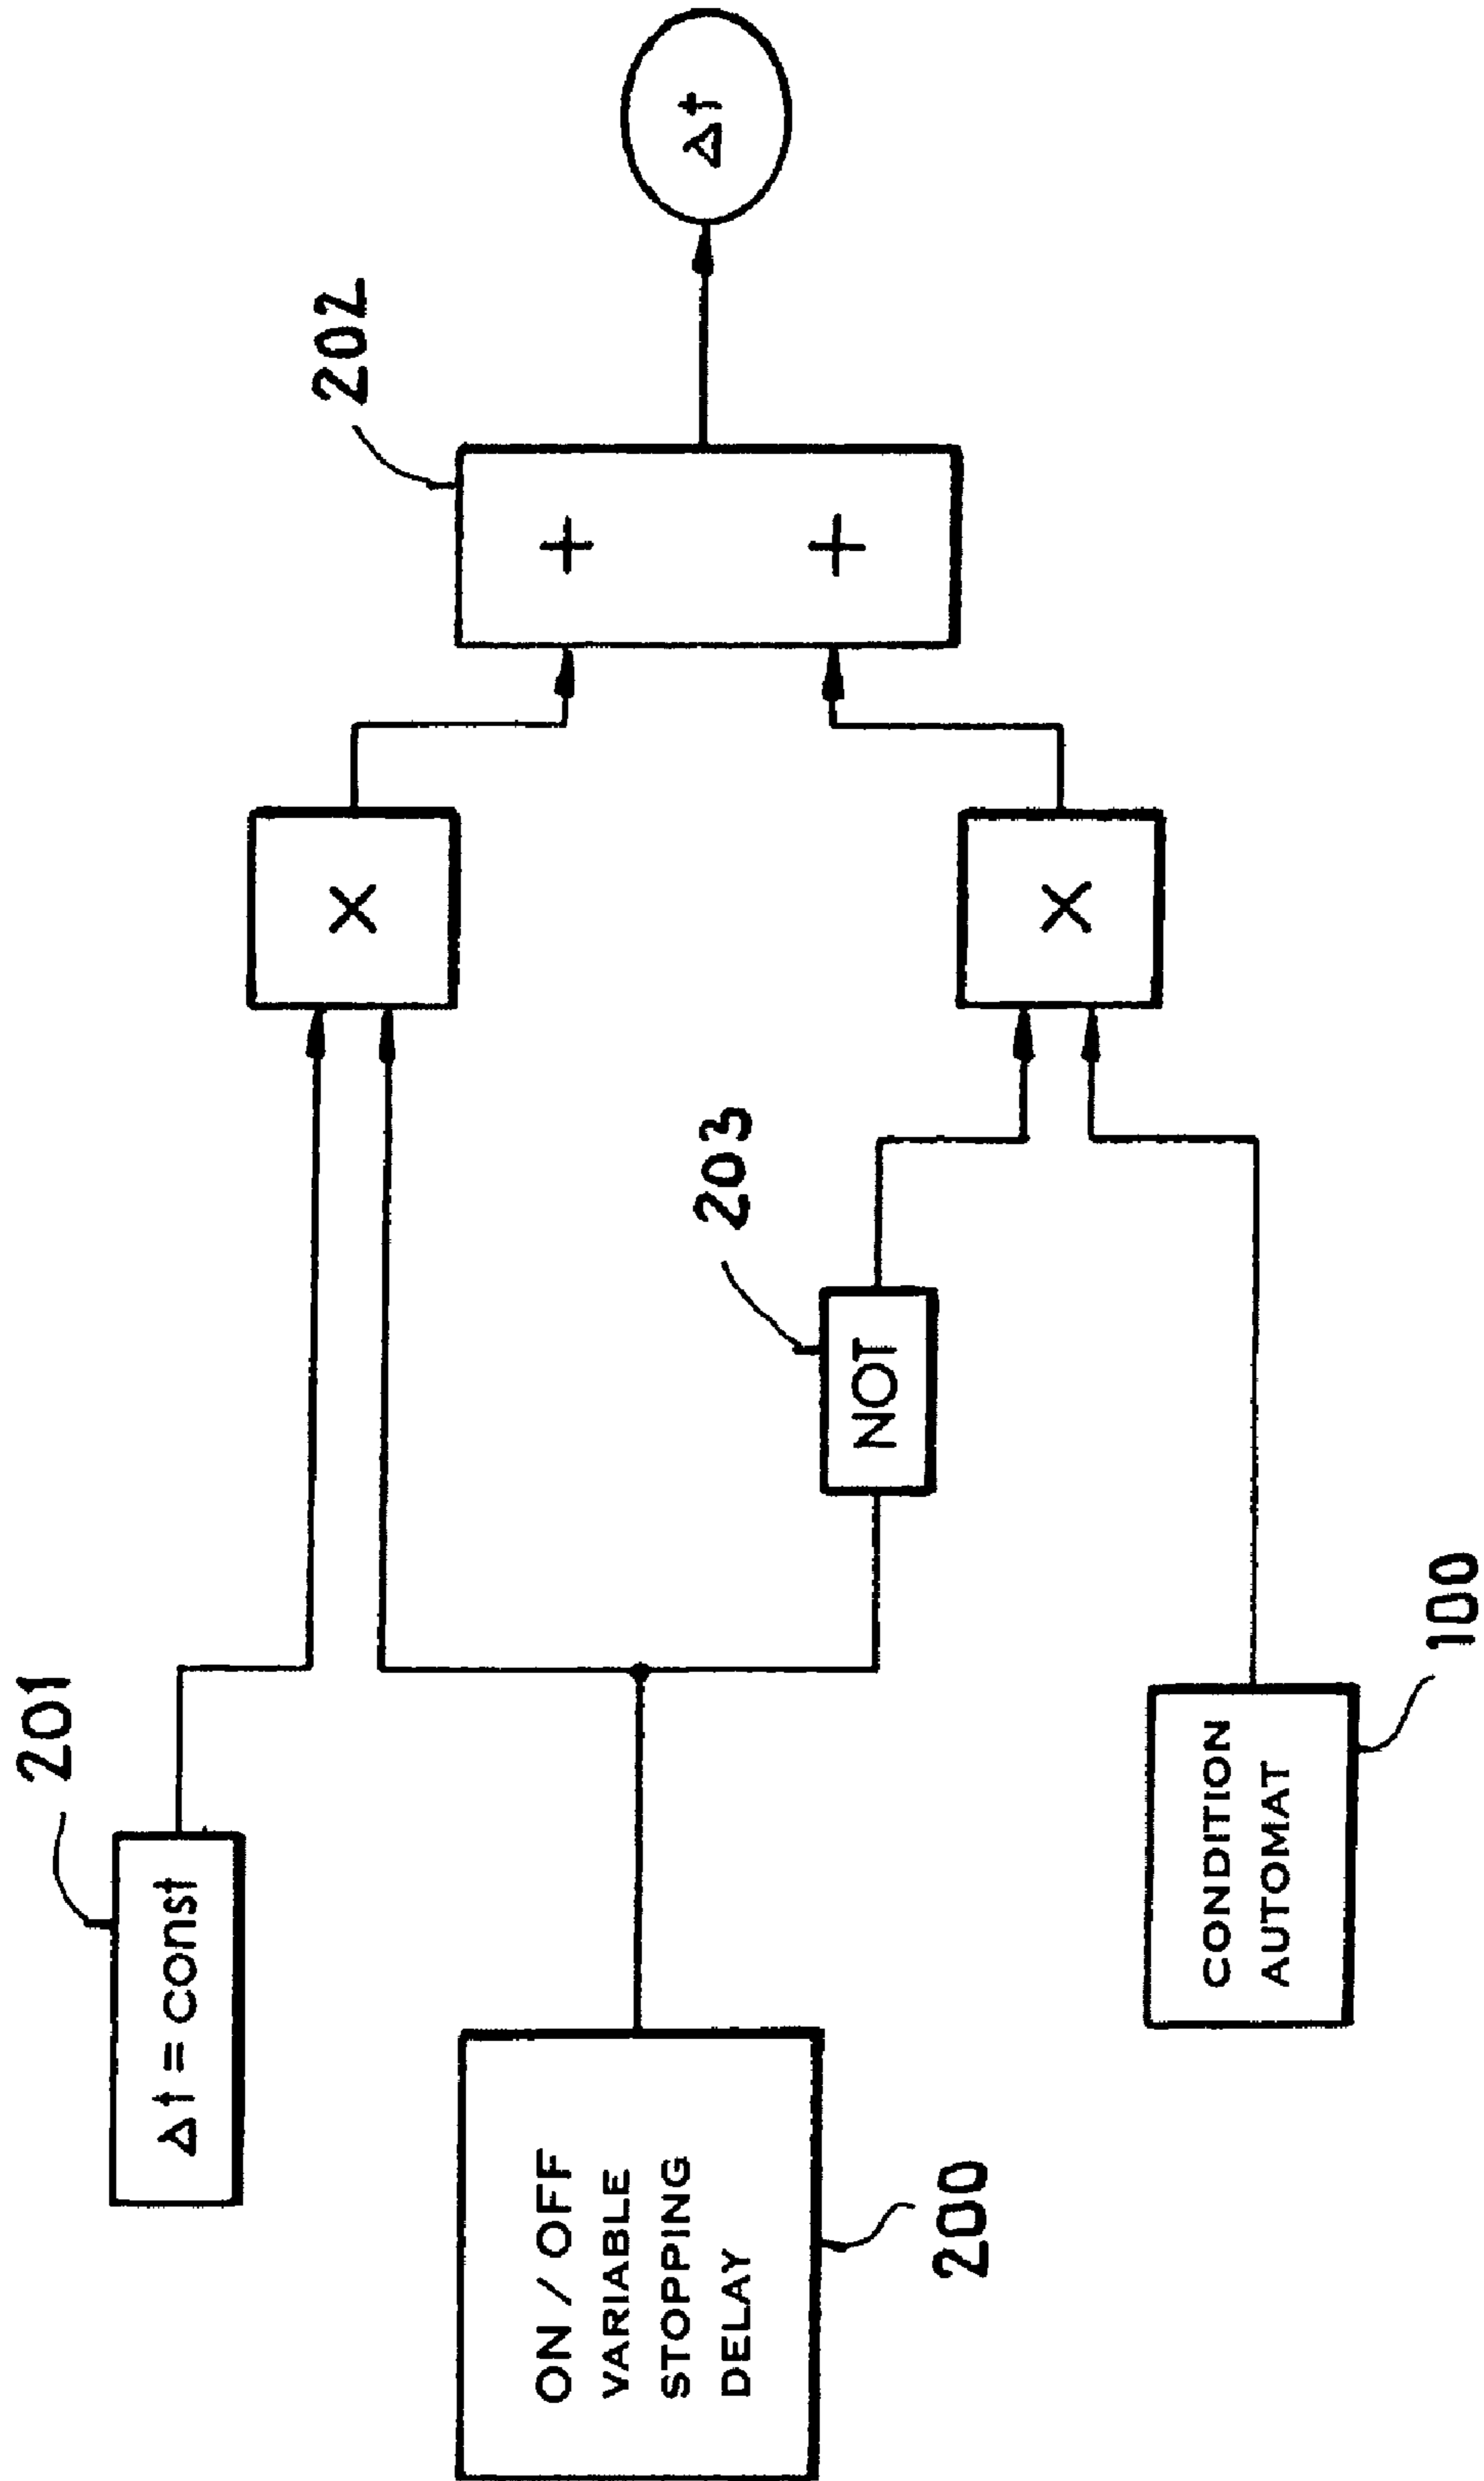 201
Δt = const
ON / OFF
VARIABLE
STOPPING
DELAY
200
CONDITION
AUTOMAT
100
NOT
203
X
X
+
+
202
Δt